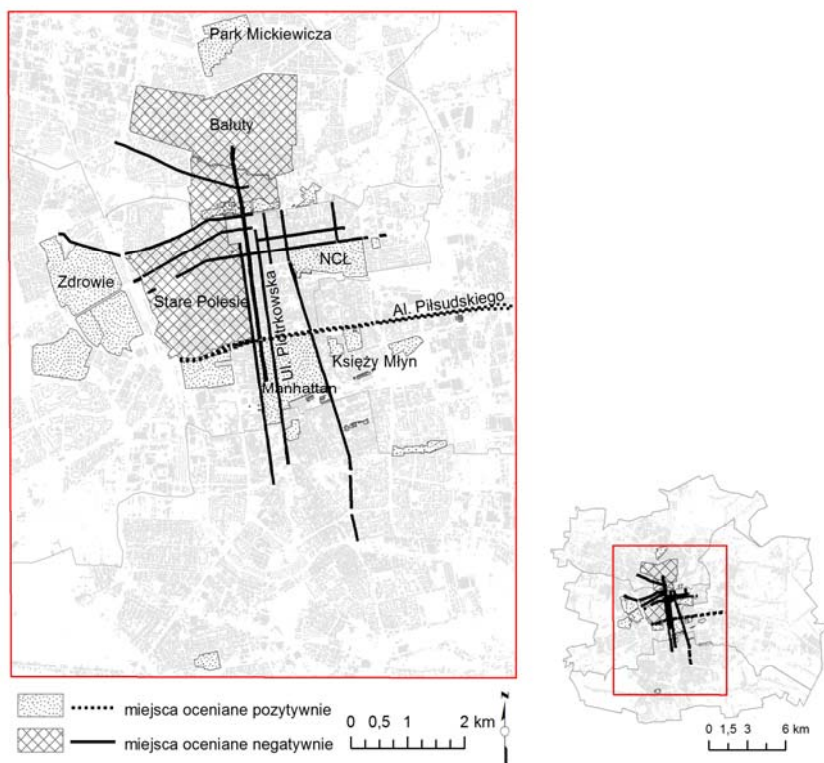 Park Mickiewicza
Bałuty
Zdrowie
NCŁ
Stare Polesie
Ul. Piotrkowska
Al. Piłsudskiego
Księży Młyn
Manhattan
miejsca oceniane pozytywnie
miejsca oceniane negatywnie
0 0,5 1 2 km
N
0 1,5 3 6 km